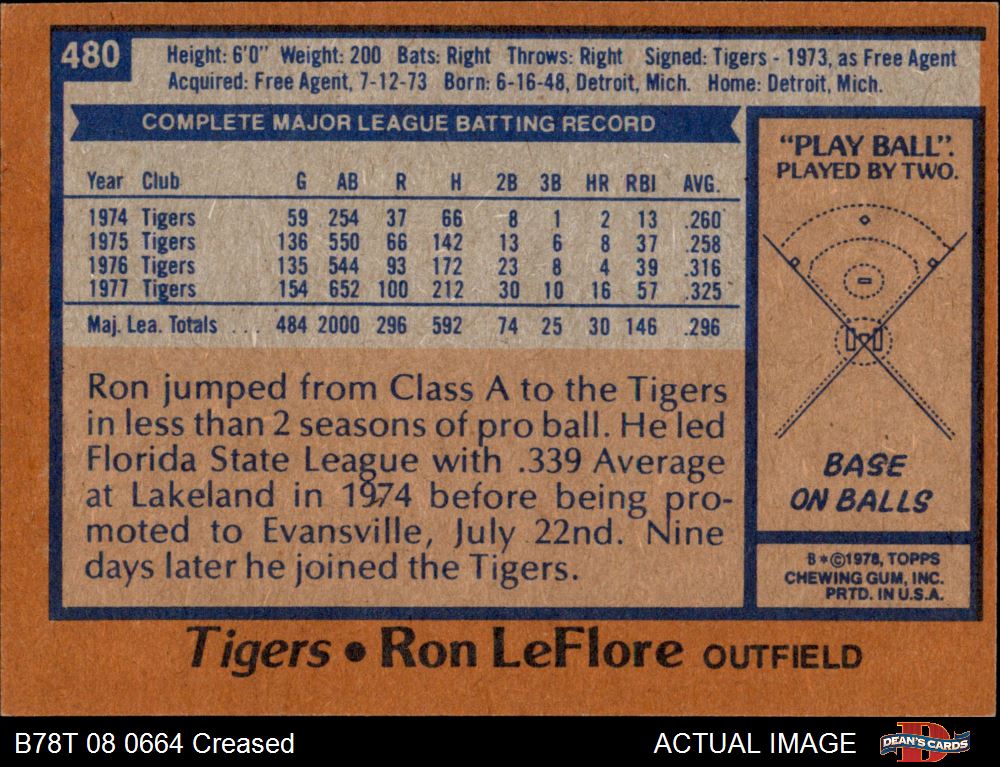 480
Height: 6'0" Weight: 200 Bats: Right Throws: Right Signed: Tigers - 1973, as Free Agent
Acquired: Free Agent, 7-12-73 Born: 6-16-48, Detroit, Mich. Home: Detroit, Mich.
COMPLETE MAJOR LEAGUE BATTING RECORD
Year Club G AB R H 2B 3B HR RBI AVG.
1974 Tigers 59 254 37 66 8 1 2 13 .260
1975 Tigers 136 550 66 142 13 6 8 37 .258
1976 Tigers 135 544 93 172 23 8 4 39 .316
1977 Tigers 154 652 100 212 30 10 16 57 .325
Maj. Lea. Totals ... 484 2000 296 592 74 25 30 146 .296
Ron jumped from Class A to the Tigers
in less than 2 seasons of pro ball. He led
Florida State League with .339 Average
at Lakeland in 1974 before being pro-
moted to Evansville, July 22nd. Nine
days later he joined the Tigers.
"PLAY BALL".
PLAYED BY TWO.
BASE
ON BALLS
B*©1978, TOPPS
CHEWING GUM, INC.
PRTD. IN U.S.A.
Tigers • Ron LeFlore OUTFIELD
B78T 08 0664 Creased
ACTUAL IMAGE
D
DEAN'S CARDS